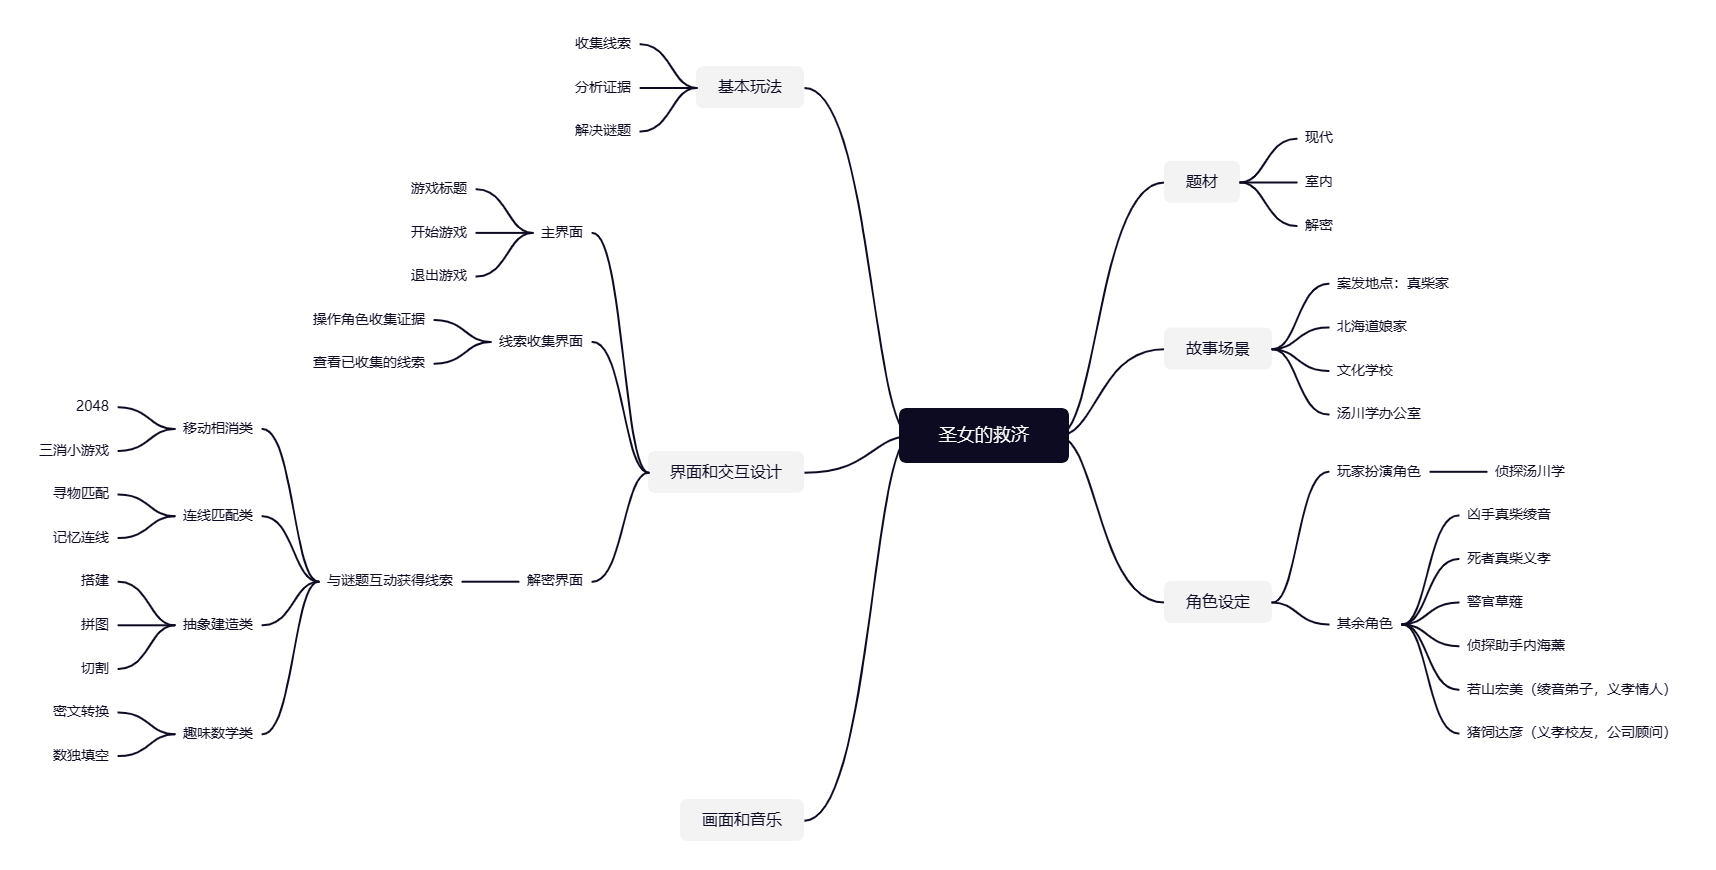 圣女的救济
题材
现代
室内
解密
故事场景
案发地点：真柴家
北海道娘家
文化学校
汤川学办公室
角色设定
玩家扮演角色
侦探汤川学
其余角色
凶手真柴绫音
死者真柴义孝
警官草薙
侦探助手内海薰
若山宏美（绫音弟子，义孝情人）
猪饲达彦（义孝校友，公司顾问）
基本玩法
收集线索
分析证据
解决谜题
界面和交互设计
主界面
游戏标题
开始游戏
退出游戏
线索收集界面
操作角色收集证据
查看已收集的线索
解密界面
与谜题互动获得线索
移动相消类
2048
三消小游戏
连线匹配类
寻物匹配
记忆连线
抽象建造类
搭建
拼图
切割
趣味数学类
密文转换
数独填空
画面和音乐